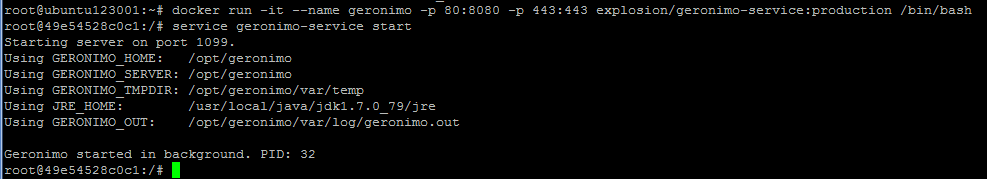 root@ubuntu123001:~# docker run -it --name geronimo -p 80:8080 -p 443:443 explosion/geronimo-service:production /bin/bash
root@49e54528c0c1:/# service geronimo-service start
Starting server on port 1099.
Using GERONIMO_HOME:   /opt/geronimo
Using GERONIMO_SERVER: /opt/geronimo
Using GERONIMO_TMPDIR: /opt/geronimo/var/temp
Using JRE_HOME:        /usr/local/java/jdk1.7.0_79/jre
Using GERONIMO_OUT:    /opt/geronimo/var/log/geronimo.out
Geronimo started in background. PID: 32
root@49e54528c0c1:/#